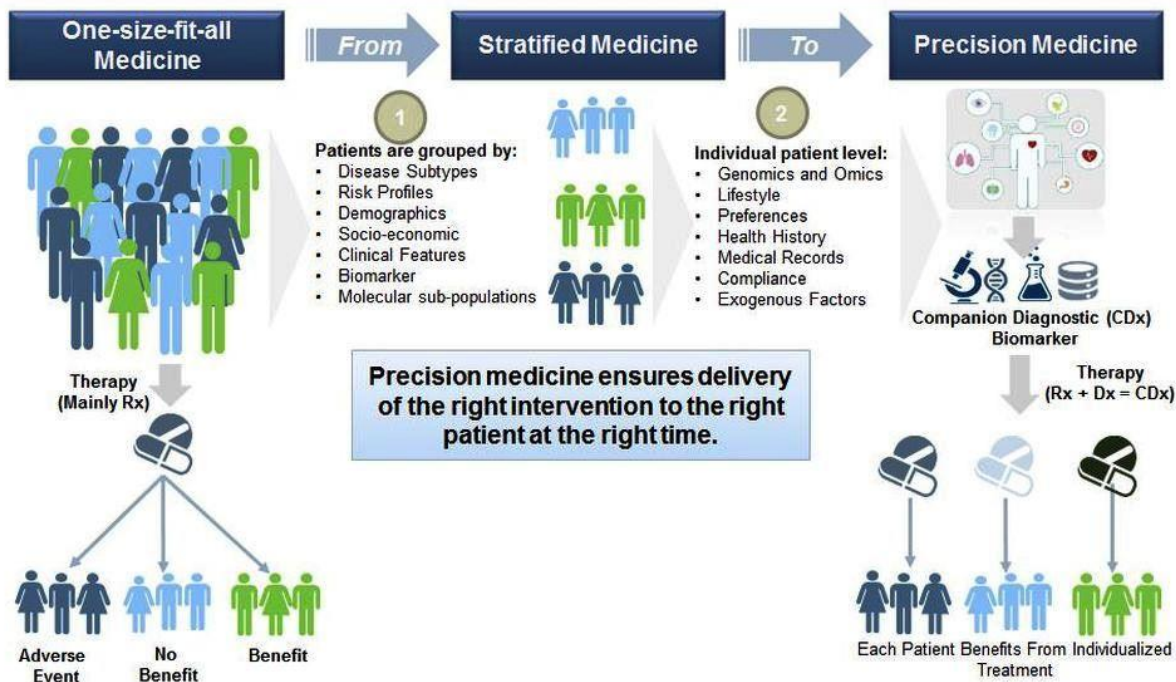 One-size-fit-all
Medicine
From
Stratified Medicine
To
Precision Medicine
1
Patients are grouped by:
• Disease Subtypes
• Risk Profiles
• Demographics
• Socio-economic
• Clinical Features
• Biomarker
• Molecular sub-populations
2
Individual patient level:
• Genomics and Omics
• Lifestyle
• Preferences
• Health History
• Medical Records
• Compliance
• Exogenous Factors
Companion Diagnostic (CDx)
Biomarker
Therapy
(Mainly Rx)
Precision medicine ensures delivery
of the right intervention to the right
patient at the right time.
Therapy
(Rx + Dx = CDx)
Adverse
Event
No
Benefit
Benefit
Each Patient
Benefits From
Treatment
Individualized